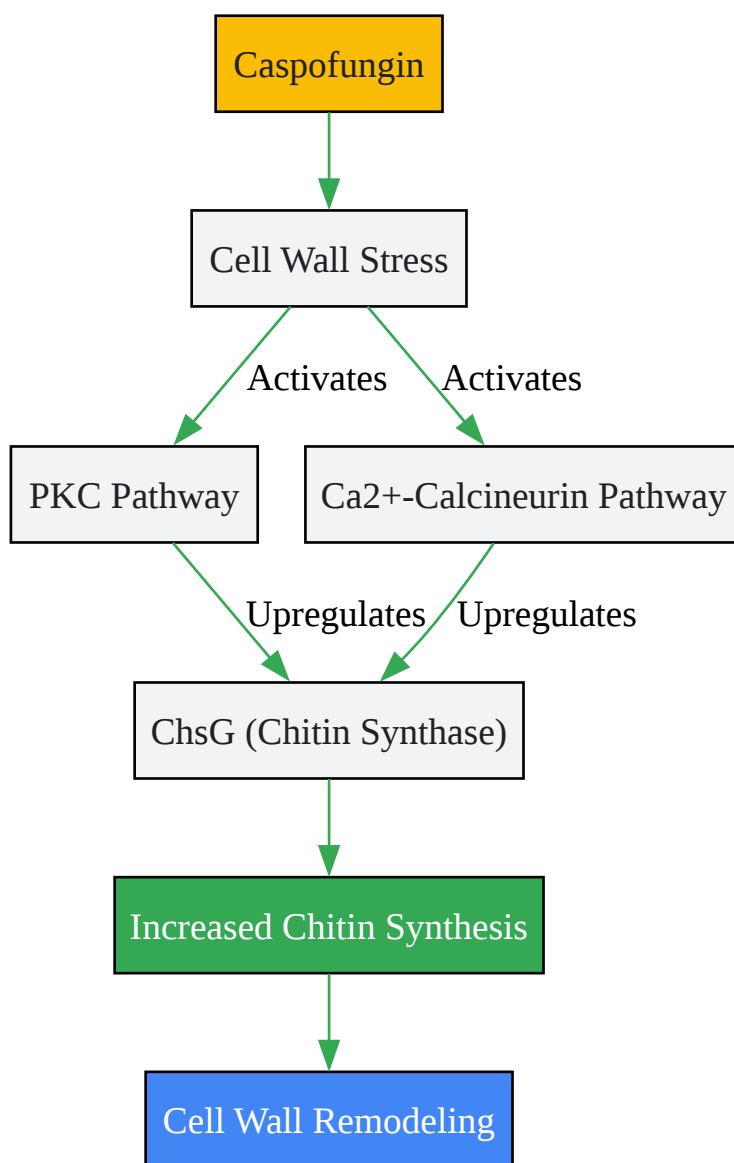 Caspofungin
Cell Wall Stress
Activates
Activates
PKC Pathway
Ca2+-Calcineurin Pathway
Upregulates
Upregulates
ChsG (Chitin Synthase)
Increased Chitin Synthesis
Cell Wall Remodeling